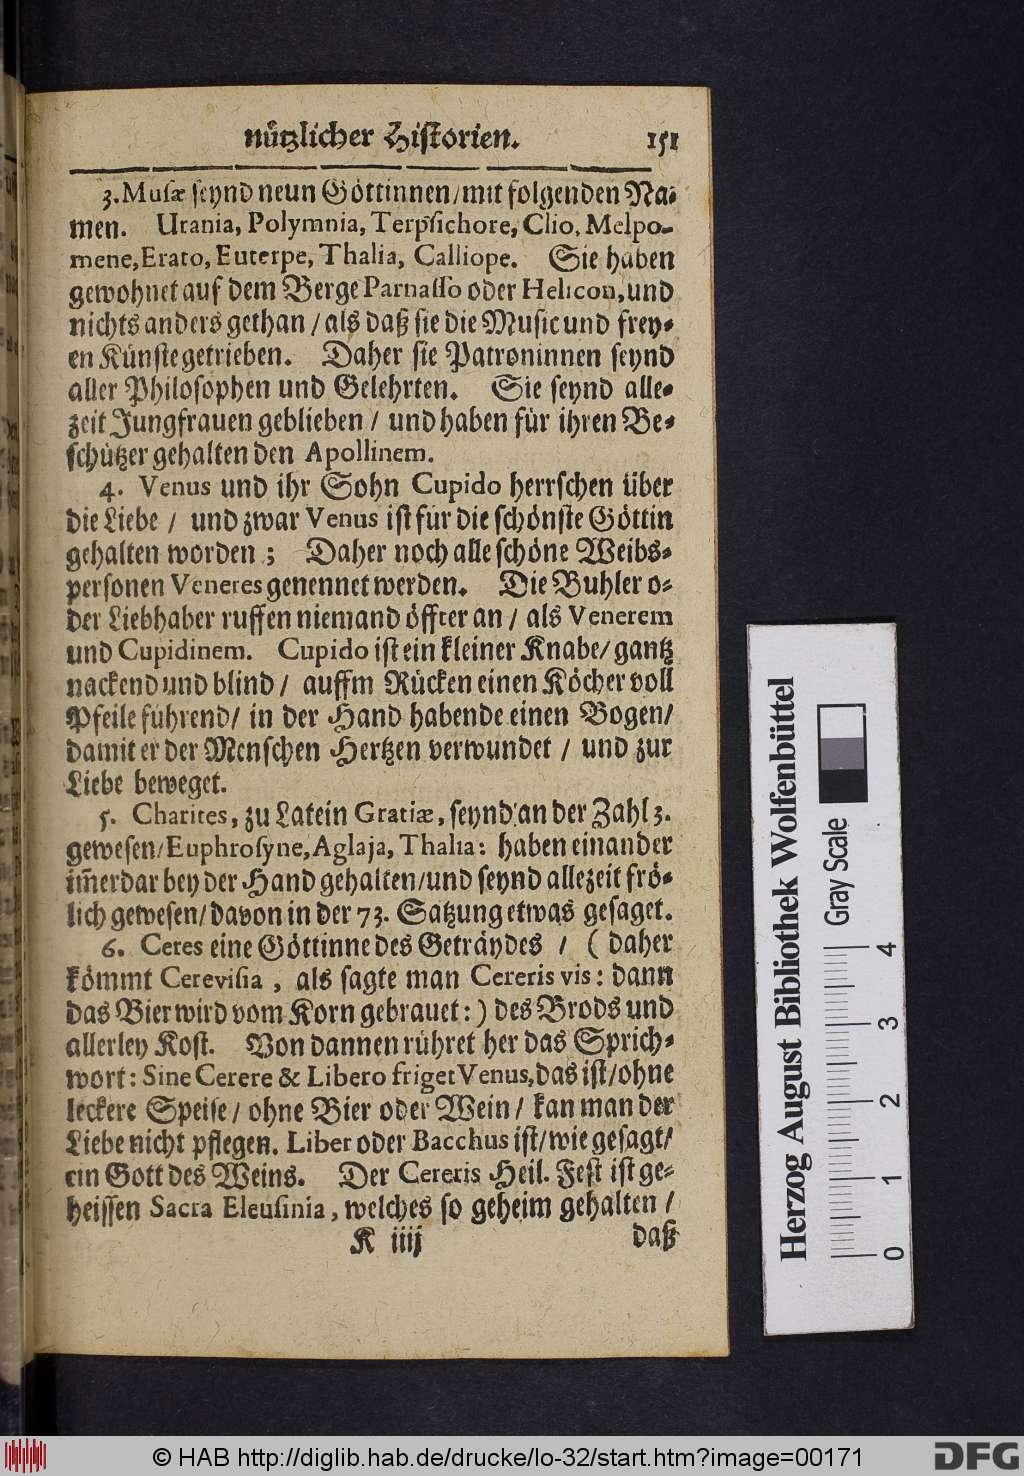 nützlicher Historien. 151
3. Musæ seynd neun Göttinnen/mit folgenden Na-
men. Urania, Polymnia, Terpsichore, Clio, Melpo-
mene, Erato, Euterpe, Thalia, Calliope. Sie haben
gewohnet auf dem Berge Parnasso oder Helicon, und
nichts anders gethan / als daß sie die Music und frey-
en Künste getrieben. Daher sie Patroninnen seynd
aller Philosophen und Gelehrten. Sie seynd alle-
zeit Jungfrauen geblieben / und haben für ihren Be-
schützer gehalten den Apollinem.
4. Venus und ihr Sohn Cupido herrschen über
die Liebe / und zwar Venus ist für die schönste Göttin
gehalten worden ; Daher noch alle schöne Weibs-
personen Veneres genennet werden. Die Buhler o-
der Liebhaber ruffen niemand öffter an / als Venerem
und Cupidinem. Cupido ist ein kleiner Knabe/ gantz
nackend und blind / auffm Rücken einen Köcher voll
Pfeile führend/ in der Hand habende einen Bogen/
damit er der Menschen Hertzen verwundet / und zur
Liebe beweget.
5. Charites, zu Latein Gratiæ, seynd an der Zahl 3.
gewesen/Euphrosyne, Aglaja, Thalia: haben einander
im̃erdar bey der Hand gehalten/und seynd allezeit frö-
lich gewesen/ davon in der 73. Satzung etwas gesaget.
6. Ceres eine Göttinne des Geträydes / ( daher
kömmt Cerevisia , als sagte man Cereris vis : dann
das Bier wird vom Korn gebrauet : ) des Brods und
allerley Kost. Von dannen rühret her das Sprich-
wort: Sine Cerere & Libero friget Venus, das ist/ohne
leckere Speise / ohne Bier oder Wein / kan man der
Liebe nicht pflegen. Liber oder Bacchus ist/wie gesagt/
ein Gott des Weins. Der Cereris Heil. Fest ist ge-
heissen Sacra Eleusinia, welches so geheim gehalten /
K iiij daß
Herzog August Bibliothek Wolfenbüttel
Gray Scale
0 1 2 3 4
© HAB http://diglib.hab.de/drucke/lo-32/start.htm?image=00171
DFG